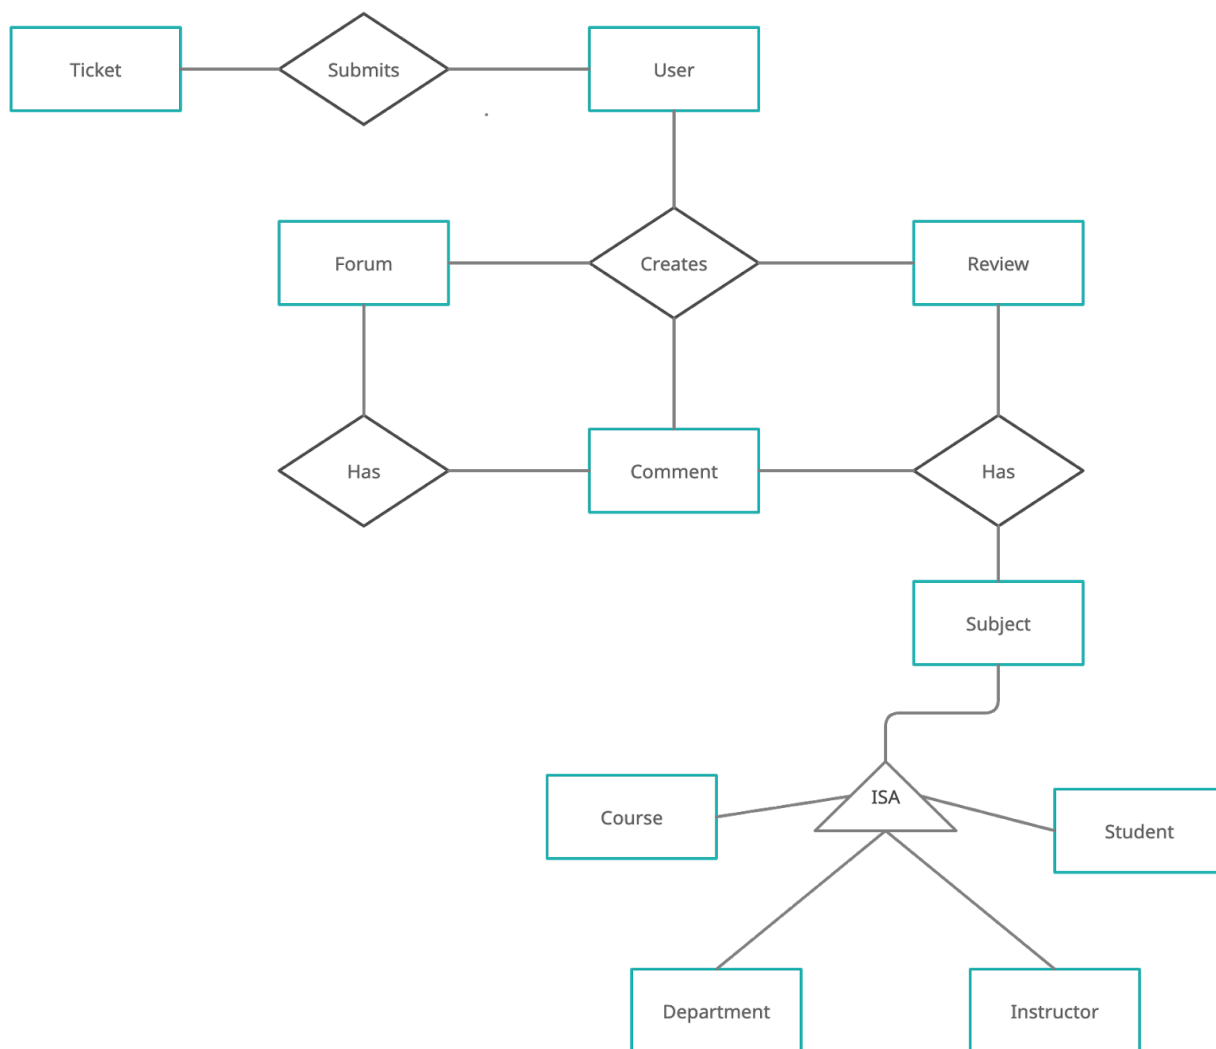 Ticket
Submits
User
Forum
Creates
Review
Has
Comment
Has
Subject
ISA
Course
Student
Department
Instructor